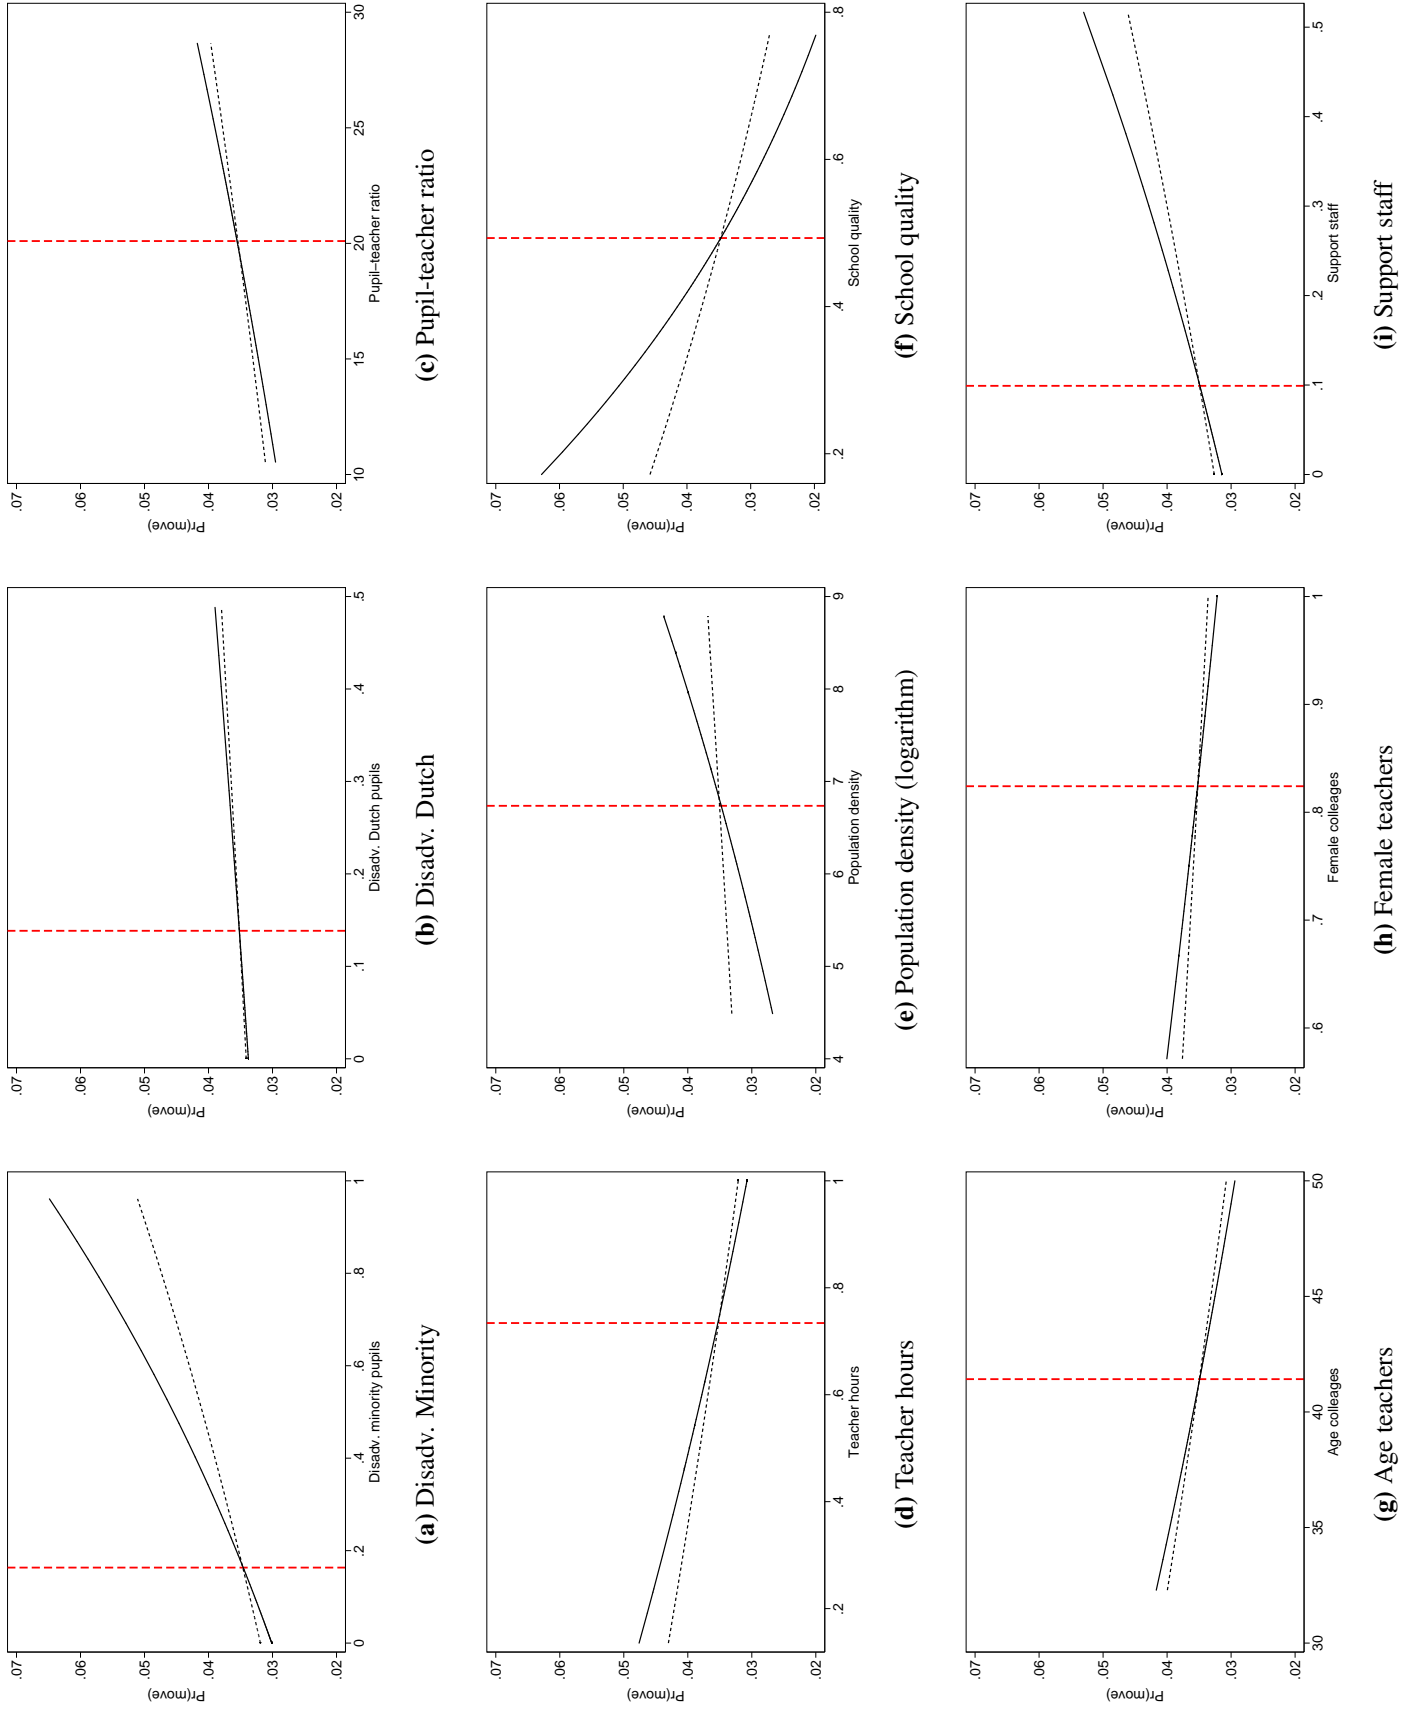 Pr(move)
.07
.06
.05
.04
.03
.02
0 .2 .4 .6 .8 1
Disadv. minority pupils
(a) Disadv. Minority
Pr(move)
.07
.06
.05
.04
.03
.02
0 .1 .2 .3 .4 .5
Disadv. Dutch pupils
(b) Disadv. Dutch
Pr(move)
.07
.06
.05
.04
.03
.02
10 15 20 25 30
Pupil−teacher ratio
(c) Pupil-teacher ratio
Pr(move)
.07
.06
.05
.04
.03
.02
.2 .4 .6 .8 1
Teacher hours
(d) Teacher hours
Pr(move)
.07
.06
.05
.04
.03
.02
4 5 6 7 8 9
Population density
(e) Population density (logarithm)
Pr(move)
.07
.06
.05
.04
.03
.02
.2 .4 .6 .8
School quality
(f) School quality
Pr(move)
.07
.06
.05
.04
.03
.02
30 35 40 45 50
Age colleages
(g) Age teachers
Pr(move)
.07
.06
.05
.04
.03
.02
.6 .7 .8 .9 1
Female colleages
(h) Female teachers
Pr(move)
.07
.06
.05
.04
.03
.02
0 .1 .2 .3 .4 .5
Support staff
(i) Support staff